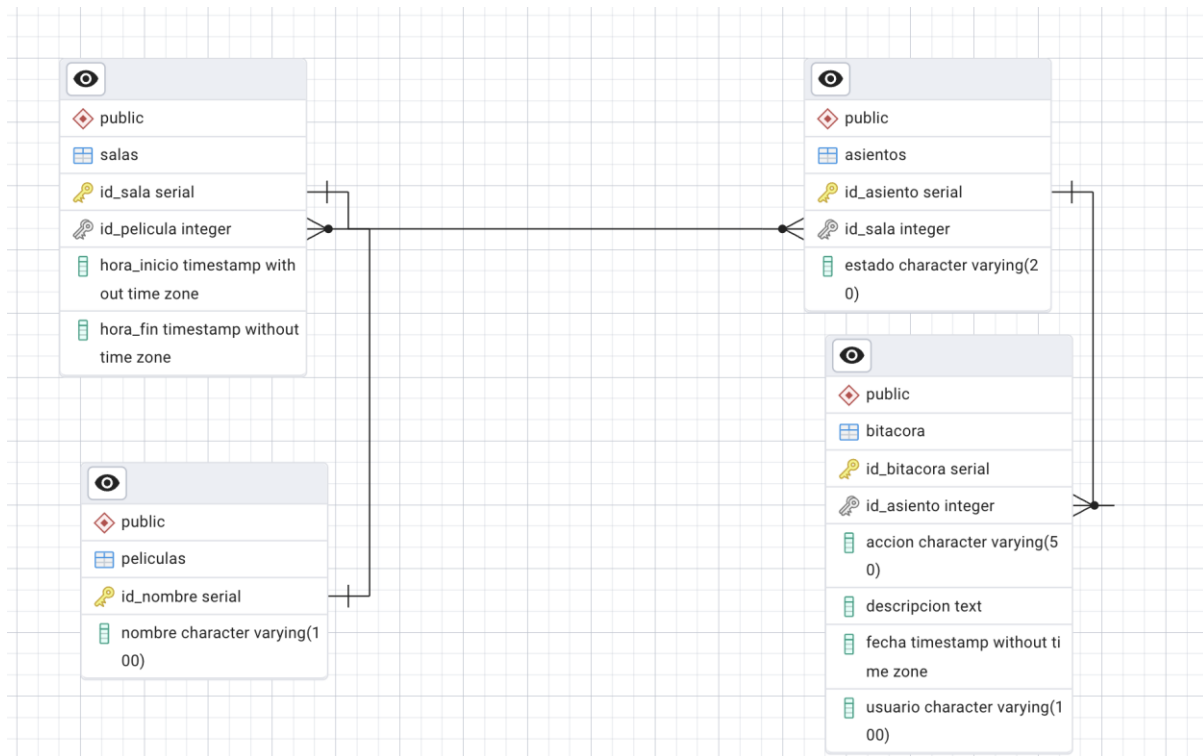 public
salas
id_sala serial
id_pelicula integer
hora_inicio timestamp with
out time zone
hora_fin timestamp without
time zone
public
asientos
id_asiento serial
id_sala integer
estado character varying(2
0)
public
bitacora
id_bitacora serial
id_asiento integer
accion character varying(5
0)
descripcion text
fecha timestamp without ti
me zone
usuario character varying(1
00)
public
peliculas
id_nombre serial
nombre character varying(1
00)